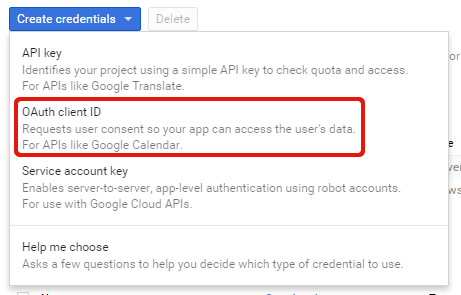 Create credentials
Delete
API key
Identifies your project using a simple API key to check quota and access.
For APIs like Google Translate.
OAuth client ID
Requests user consent so your app can access the user's data.
For APIs like Google Calendar.
Service account key
Enables server-to-server, app-level authentication using robot accounts.
For use with Google Cloud APIs.
Help me choose
Asks a few questions to help you decide which type of credential to use.